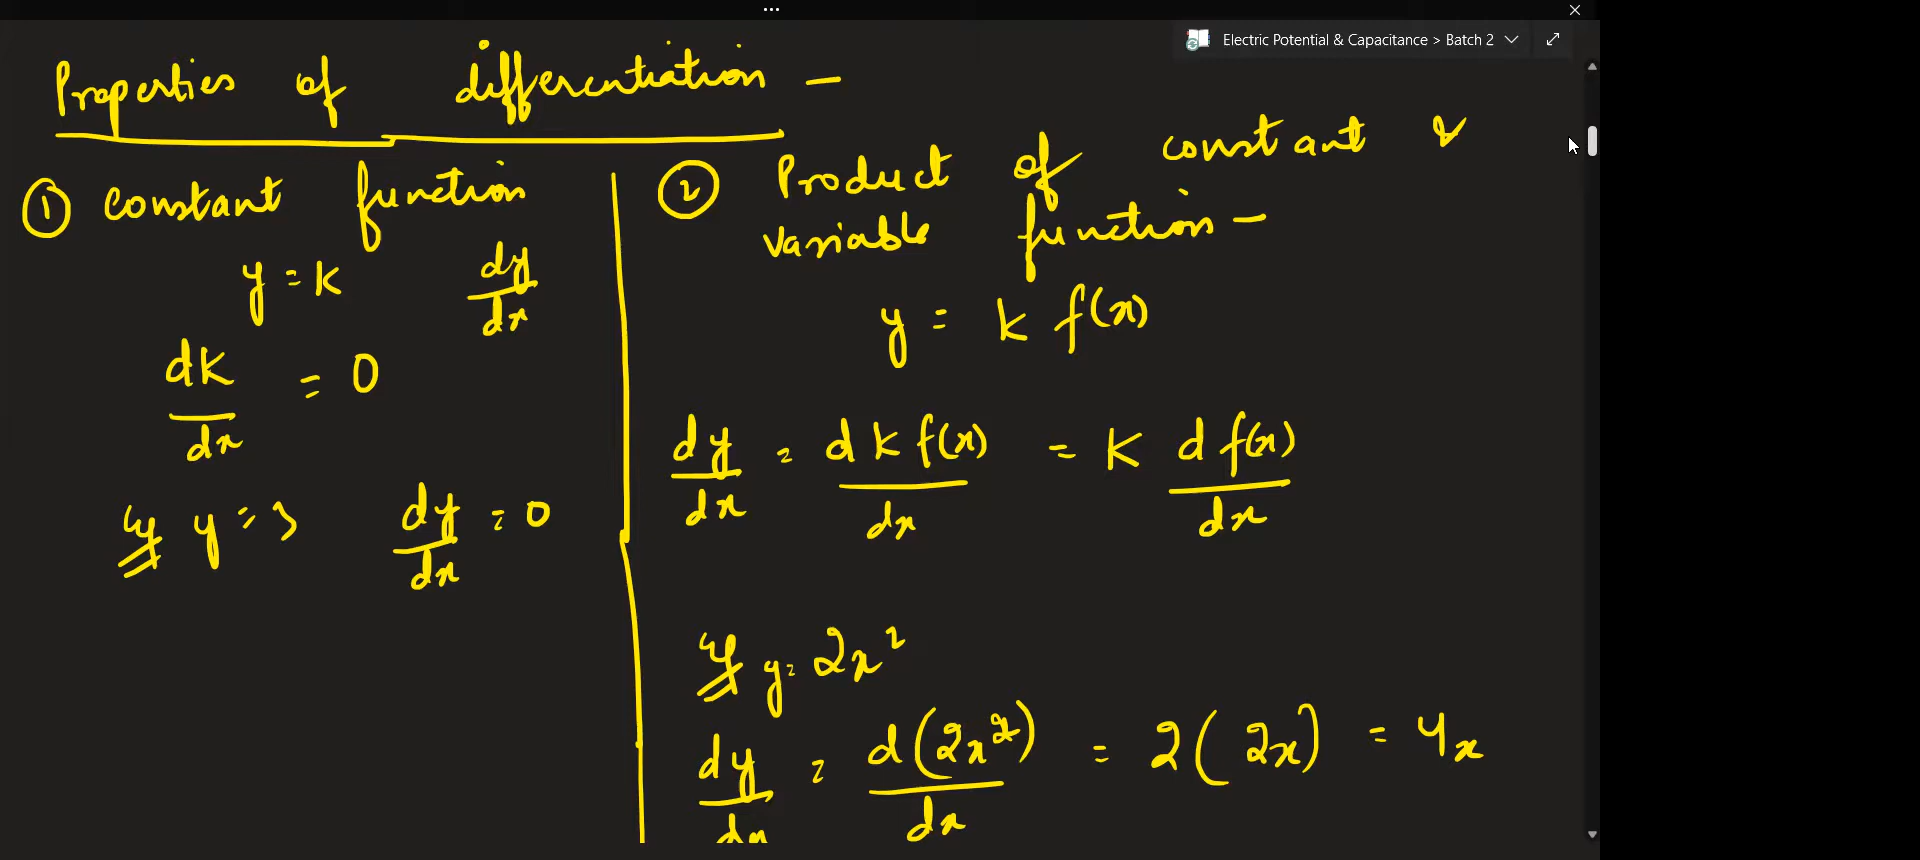 Electric Potential & Capacitance > Batch 2
Properties of differentiation –
① constant function
y = k dy/dx
dk/dx = 0
eg y = 3 dy/dx = 0
② Product of constant &
variable function –
y = k f(x)
dy/dx = d k f(x)/dx = k d f(x)/dx
eg y = 2x²
dy/dx = d(2x²)/dx = 2(2x) = 4x